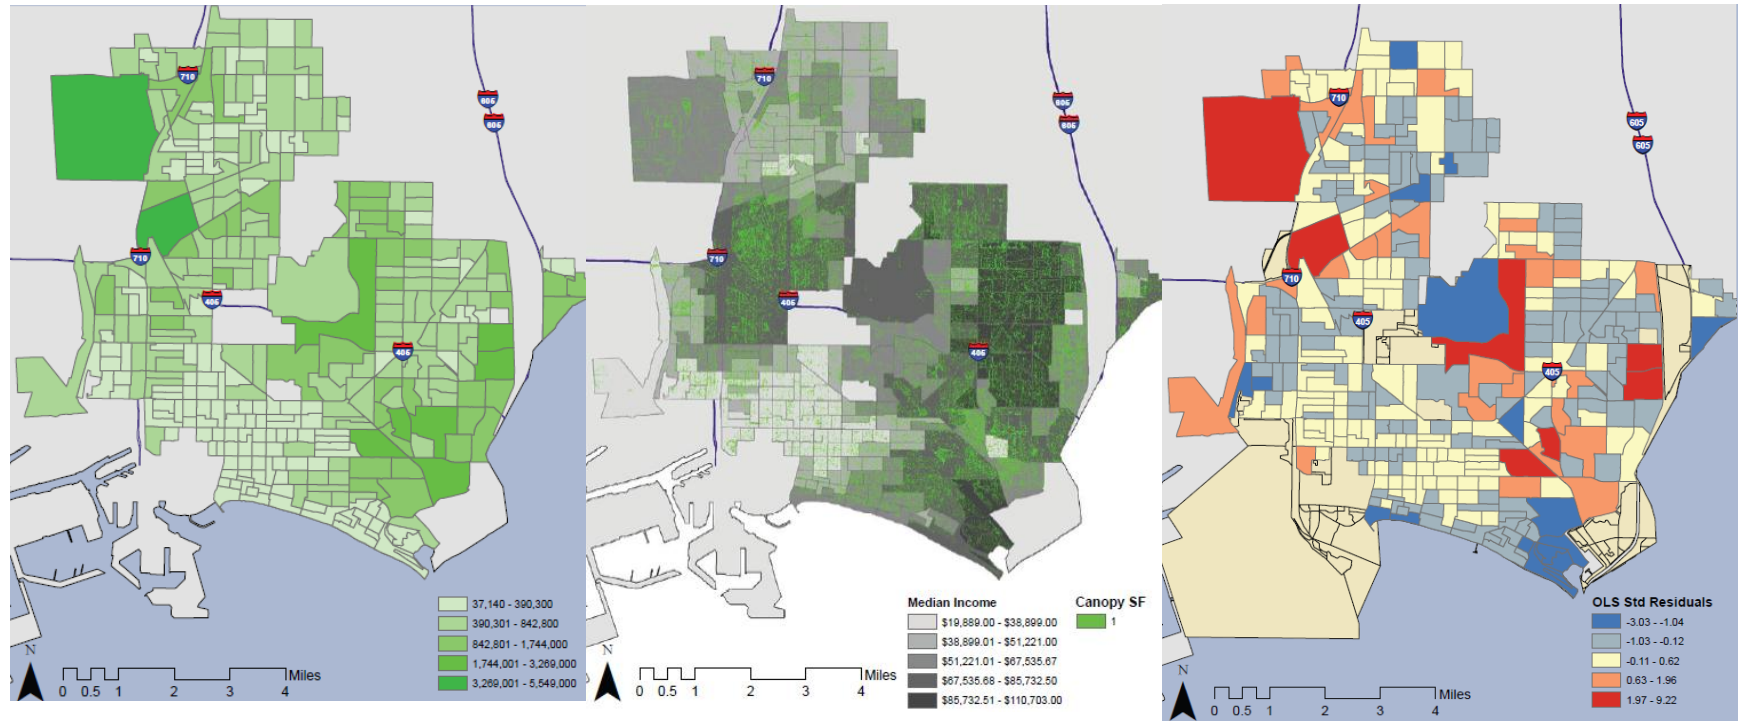 710
605
605
710
405
405
37,140 - 390,300
390,301 - 842,800
842,801 - 1,744,000
1,744,001 - 3,269,000
3,269,001 - 5,549,000
N
0 0.5 1 2 3 4 Miles
710
605
605
710
405
405
Median Income
$19,889.00 - $38,899.00
$38,899.01 - $51,221.00
$51,221.01 - $67,535.67
$67,535.68 - $85,732.50
$85,732.51 - $110,703.00
Canopy SF
1
N
0 0.5 1 2 3 4 Miles
710
605
605
710
405
405
OLS Std Residuals
-3.03 - -1.04
-1.03 - -0.12
-0.11 - 0.62
0.63 - 1.96
1.97 - 9.22
N
0 0.5 1 2 3 4 Miles